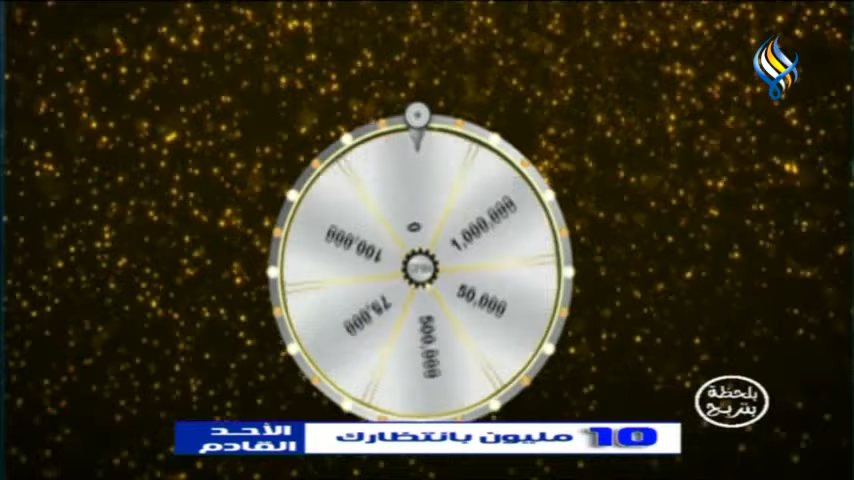 0
1,000,000
50,000
500,000
75,000
100,000
بلحظة
بتربح
10 مليون بانتظارك
الأحد
القادم